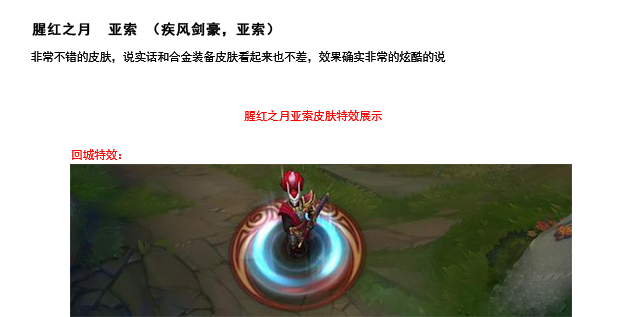 腥红之月　亚索 （疾风剑豪，亚索）
非常不错的皮肤，说实话和合金装备皮肤看起来也不差，效果确实非常的炫酷的说
腥红之月亚索皮肤特效展示
回城特效：